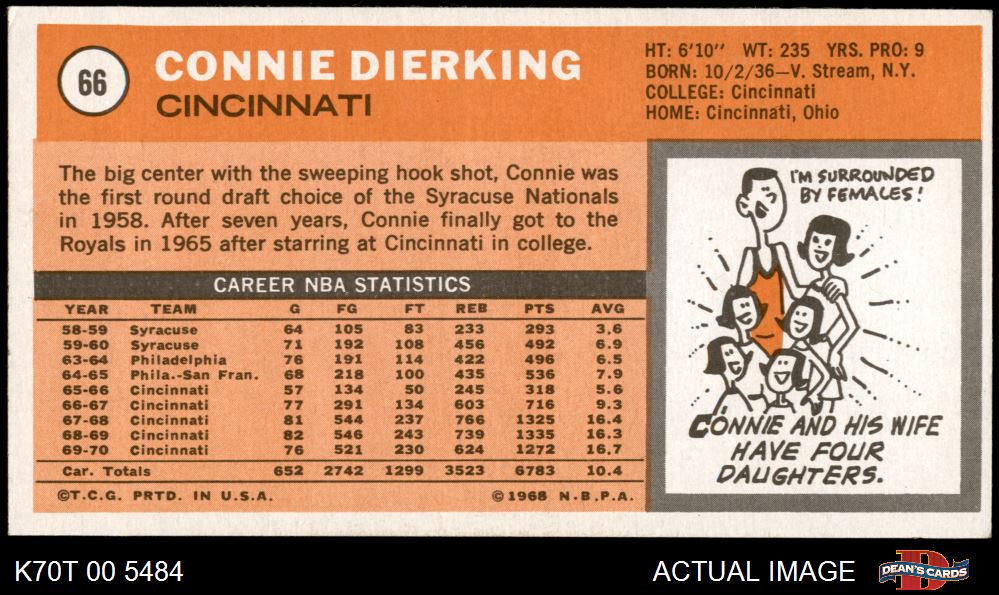 66
CONNIE DIERKING
CINCINNATI
HT: 6'10'' WT: 235 YRS. PRO: 9
BORN: 10/2/36—V. Stream, N.Y.
COLLEGE: Cincinnati
HOME: Cincinnati, Ohio
The big center with the sweeping hook shot, Connie was
the first round draft choice of the Syracuse Nationals
in 1958. After seven years, Connie finally got to the
Royals in 1965 after starring at Cincinnati in college.
CAREER NBA STATISTICS
YEAR TEAM G FG FT REB PTS AVG
58-59 Syracuse 64 105 83 233 293 3.6
59-60 Syracuse 71 192 108 456 492 6.9
63-64 Philadelphia 76 191 114 422 496 6.5
64-65 Phila.-San Fran. 68 218 100 435 536 7.9
65-66 Cincinnati 57 134 50 245 318 5.6
66-67 Cincinnati 77 291 134 603 716 9.3
67-68 Cincinnati 81 544 237 766 1325 16.4
68-69 Cincinnati 82 546 243 739 1335 16.3
69-70 Cincinnati 76 521 230 624 1272 16.7
Car. Totals 652 2742 1299 3523 6783 10.4
©T.C.G. PRTD. IN U.S.A. ©1968 N.B.P.A.
I'M SURROUNDED
BY FEMALES!
CONNIE AND HIS WIFE
HAVE FOUR
DAUGHTERS.
K70T 00 5484
ACTUAL IMAGE
D
DEAN'S CARDS